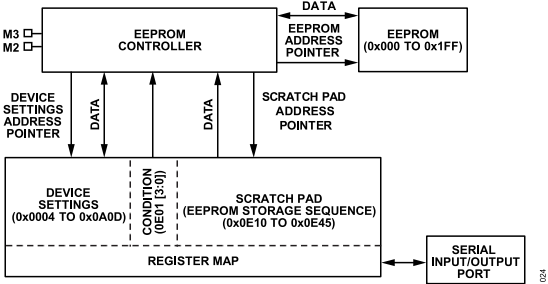 DATA
M3
M2
EEPROM
CONTROLLER
EEPROM
ADDRESS
POINTER
EEPROM
(0x000 TO 0x1FF)
DEVICE
SETTINGS
ADDRESS
POINTER
DATA
DATA
SCRATCH PAD
ADDRESS
POINTER
DEVICE
SETTINGS
(0x0004 TO 0x0A0D)
CONDITION
(0E01 [3:0])
SCRATCH PAD
(EEPROM STORAGE SEQUENCE)
(0x0E10 TO 0x0E45)
REGISTER MAP
SERIAL
INPUT/OUTPUT
PORT
024